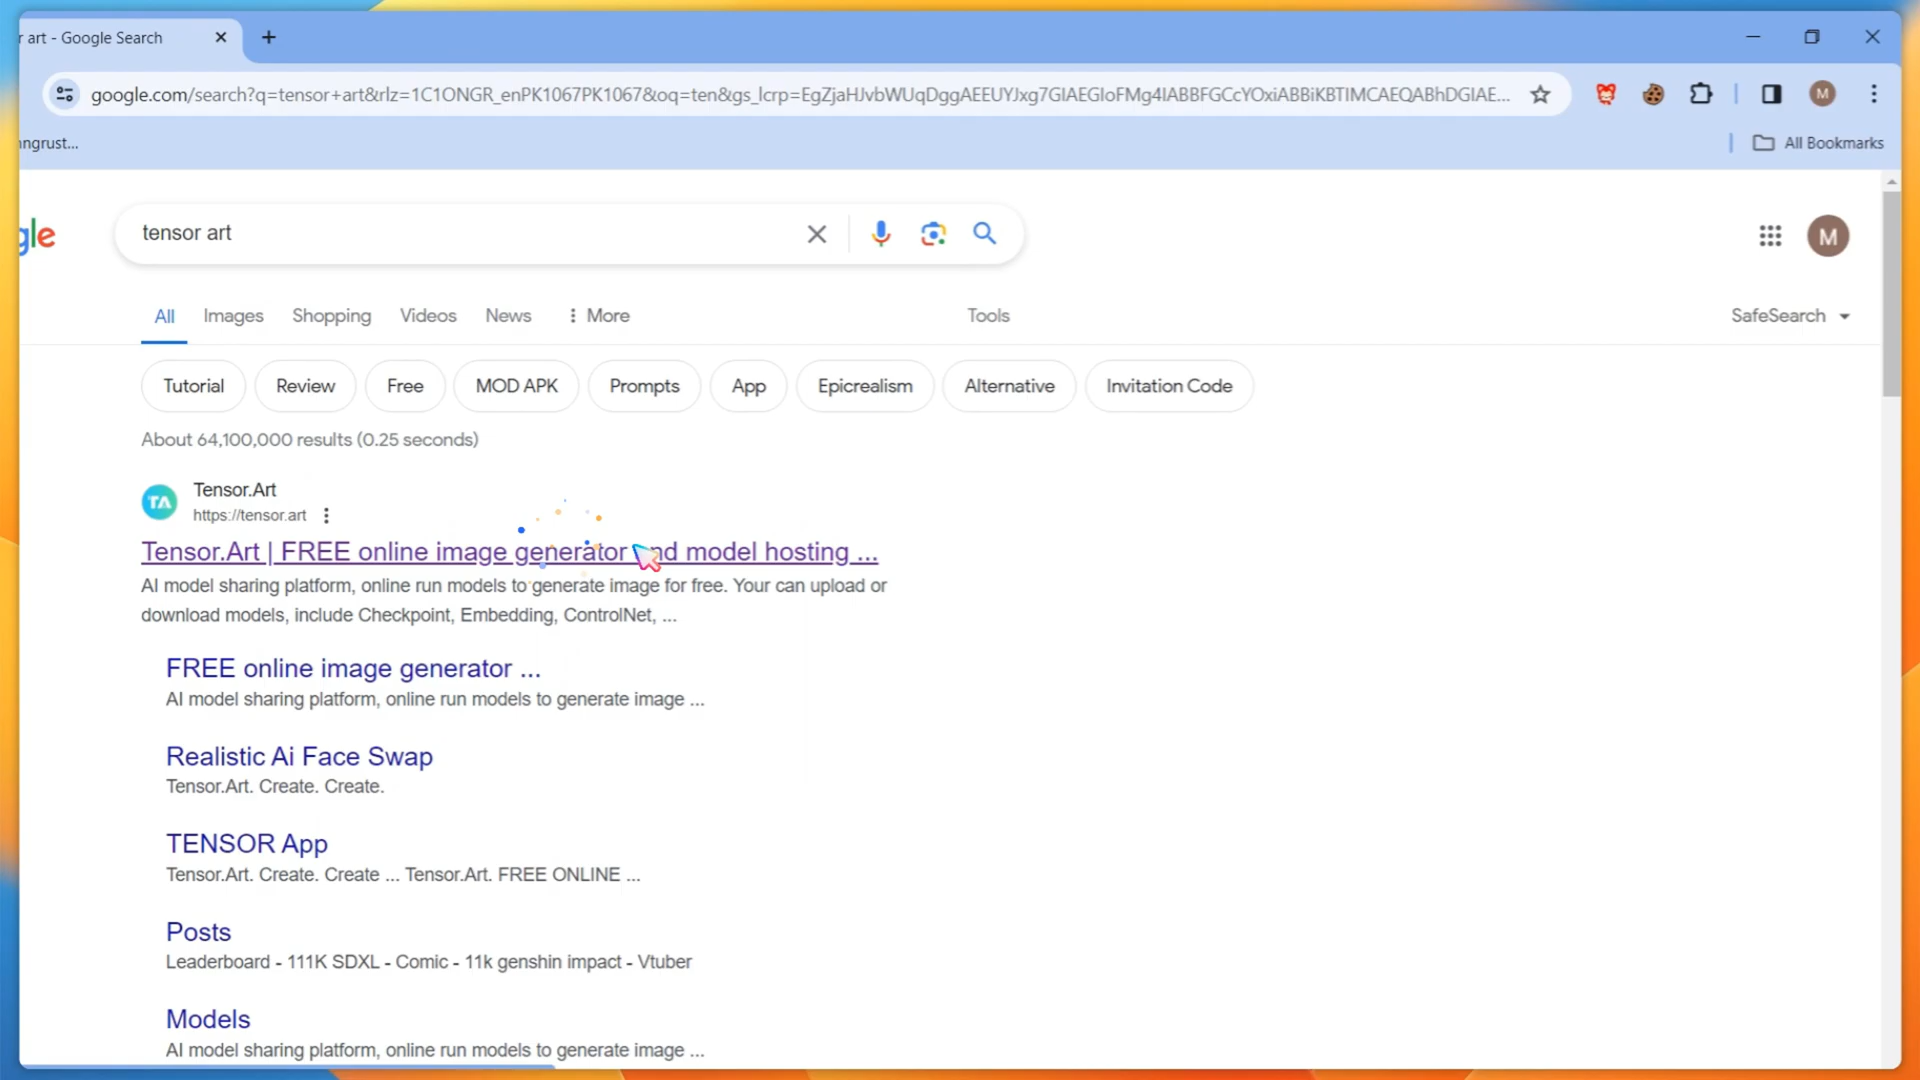 r art - Google Search
google.com/search?q=tensor+art&rlz=1C1ONGR_enPK1067PK1067&oq=ten&gs_lcrp=EgZjaHJvbWUqDggAEEUYJxg7GIAEGIoFMg4IABBFGCcYOxiABBiKBTIMCAEQABhDGIAE...
M
ngrust...
All Bookmarks
gle
tensor art
M
All Images Shopping Videos News More Tools SafeSearch
Tutorial Review Free MOD APK Prompts App Epicrealism Alternative Invitation Code
About 64,100,000 results (0.25 seconds)
TA
Tensor.Art
https://tensor.art
Tensor.Art | FREE online image generator and model hosting ...
AI model sharing platform, online run models to generate image for free. Your can upload or
download models, include Checkpoint, Embedding, ControlNet, ...
FREE online image generator ...
AI model sharing platform, online run models to generate image ...
Realistic Ai Face Swap
Tensor.Art. Create. Create.
TENSOR App
Tensor.Art. Create. Create ... Tensor.Art. FREE ONLINE ...
Posts
Leaderboard - 111K SDXL - Comic - 11k genshin impact - Vtuber
Models
AI model sharing platform, online run models to generate image ...